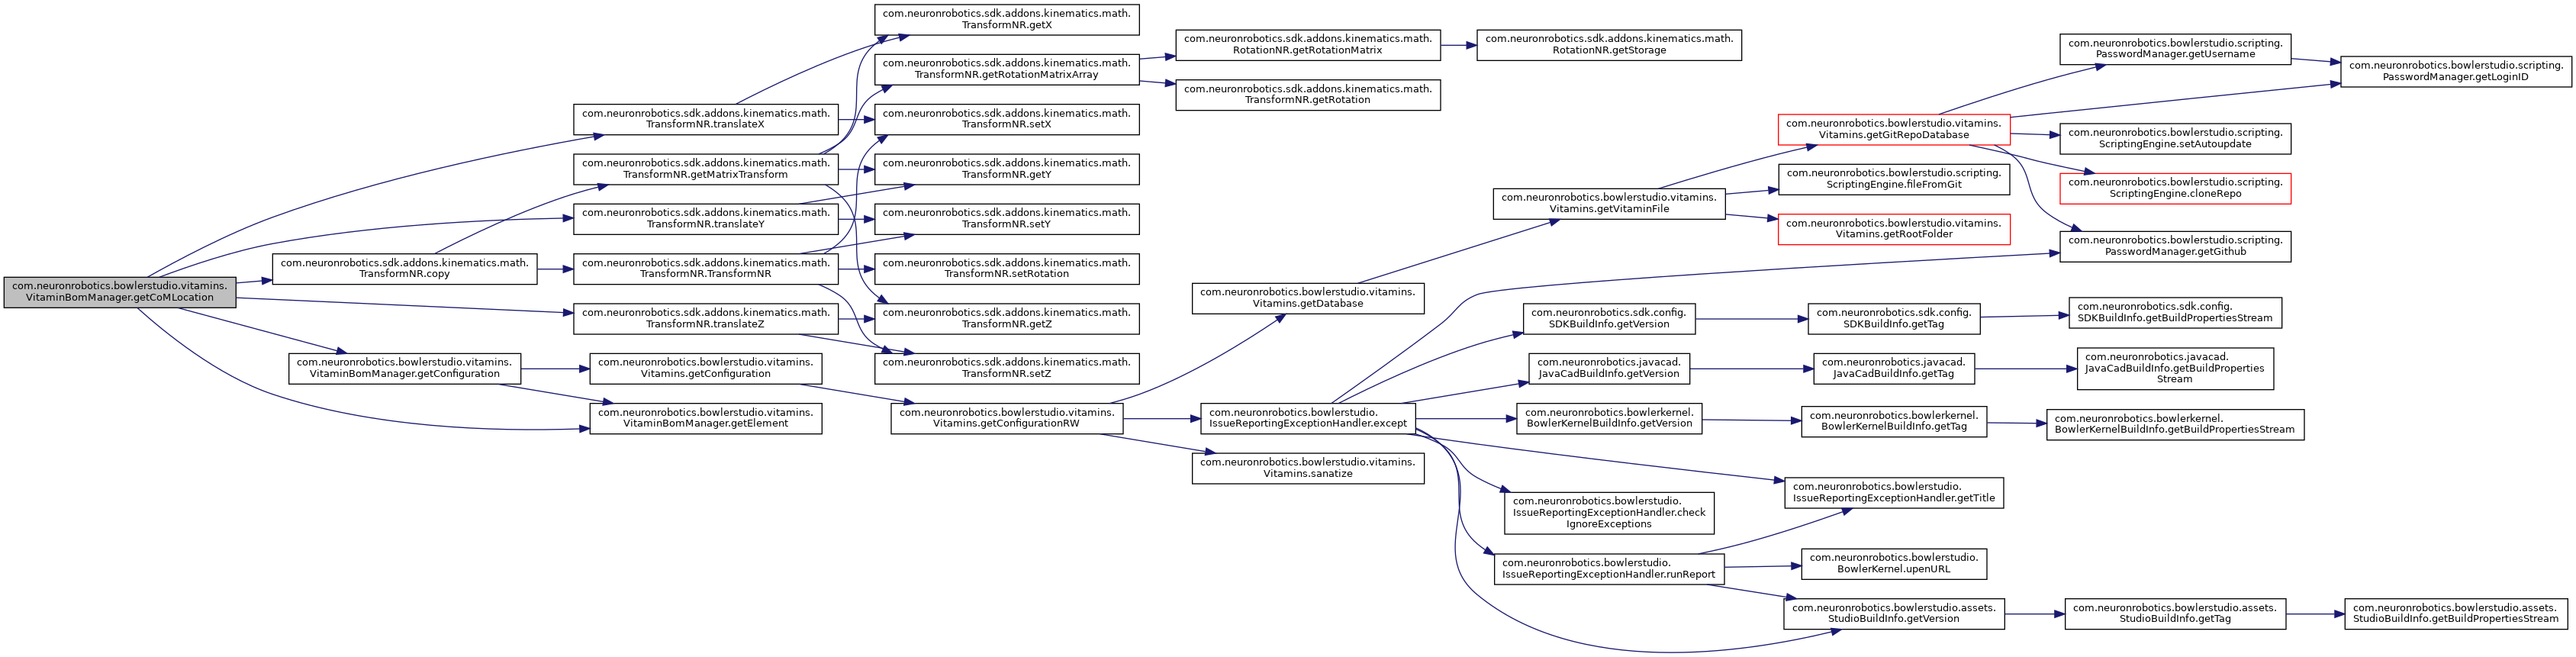 com.neuronrobotics.bowlerstudio.vitamins.
VitaminBomManager.getCoMLocation
com.neuronrobotics.sdk.addons.kinematics.math.
TransformNR.copy
com.neuronrobotics.bowlerstudio.vitamins.
VitaminBomManager.getConfiguration
com.neuronrobotics.sdk.addons.kinematics.math.
TransformNR.translateX
com.neuronrobotics.sdk.addons.kinematics.math.
TransformNR.getMatrixTransform
com.neuronrobotics.sdk.addons.kinematics.math.
TransformNR.translateY
com.neuronrobotics.sdk.addons.kinematics.math.
TransformNR.TransformNR
com.neuronrobotics.sdk.addons.kinematics.math.
TransformNR.translateZ
com.neuronrobotics.bowlerstudio.vitamins.
Vitamins.getConfiguration
com.neuronrobotics.bowlerstudio.vitamins.
VitaminBomManager.getElement
com.neuronrobotics.sdk.addons.kinematics.math.
TransformNR.getX
com.neuronrobotics.sdk.addons.kinematics.math.
TransformNR.getRotationMatrixArray
com.neuronrobotics.sdk.addons.kinematics.math.
TransformNR.setX
com.neuronrobotics.sdk.addons.kinematics.math.
TransformNR.getY
com.neuronrobotics.sdk.addons.kinematics.math.
TransformNR.setY
com.neuronrobotics.sdk.addons.kinematics.math.
TransformNR.setRotation
com.neuronrobotics.sdk.addons.kinematics.math.
TransformNR.getZ
com.neuronrobotics.sdk.addons.kinematics.math.
TransformNR.setZ
com.neuronrobotics.bowlerstudio.vitamins.
Vitamins.getConfigurationRW
com.neuronrobotics.sdk.addons.kinematics.math.
RotationNR.getRotationMatrix
com.neuronrobotics.sdk.addons.kinematics.math.
TransformNR.getRotation
com.neuronrobotics.sdk.addons.kinematics.math.
RotationNR.getStorage
com.neuronrobotics.bowlerstudio.vitamins.
Vitamins.getDatabase
com.neuronrobotics.bowlerstudio.
IssueReportingExceptionHandler.except
com.neuronrobotics.bowlerstudio.vitamins.
Vitamins.sanatize
com.neuronrobotics.bowlerstudio.vitamins.
Vitamins.getVitaminFile
com.neuronrobotics.sdk.config.
SDKBuildInfo.getVersion
com.neuronrobotics.javacad.
JavaCadBuildInfo.getVersion
com.neuronrobotics.bowlerkernel.
BowlerKernelBuildInfo.getVersion
com.neuronrobotics.bowlerstudio.
IssueReportingExceptionHandler.check
IgnoreExceptions
com.neuronrobotics.bowlerstudio.
IssueReportingExceptionHandler.runReport
com.neuronrobotics.bowlerstudio.vitamins.
Vitamins.getGitRepoDatabase
com.neuronrobotics.bowlerstudio.scripting.
ScriptingEngine.fileFromGit
com.neuronrobotics.bowlerstudio.vitamins.
Vitamins.getRootFolder
com.neuronrobotics.sdk.config.
SDKBuildInfo.getTag
com.neuronrobotics.javacad.
JavaCadBuildInfo.getTag
com.neuronrobotics.bowlerkernel.
BowlerKernelBuildInfo.getTag
com.neuronrobotics.bowlerstudio.
IssueReportingExceptionHandler.getTitle
com.neuronrobotics.bowlerstudio.
BowlerKernel.upenURL
com.neuronrobotics.bowlerstudio.assets.
StudioBuildInfo.getVersion
com.neuronrobotics.bowlerstudio.scripting.
PasswordManager.getUsername
com.neuronrobotics.bowlerstudio.scripting.
ScriptingEngine.setAutoupdate
com.neuronrobotics.bowlerstudio.scripting.
ScriptingEngine.cloneRepo
com.neuronrobotics.bowlerstudio.scripting.
PasswordManager.getGithub
com.neuronrobotics.sdk.config.
SDKBuildInfo.getBuildPropertiesStream
com.neuronrobotics.javacad.
JavaCadBuildInfo.getBuildProperties
Stream
com.neuronrobotics.bowlerkernel.
BowlerKernelBuildInfo.getBuildPropertiesStream
com.neuronrobotics.bowlerstudio.assets.
StudioBuildInfo.getTag
com.neuronrobotics.bowlerstudio.scripting.
PasswordManager.getLoginID
com.neuronrobotics.bowlerstudio.assets.
StudioBuildInfo.getBuildPropertiesStream